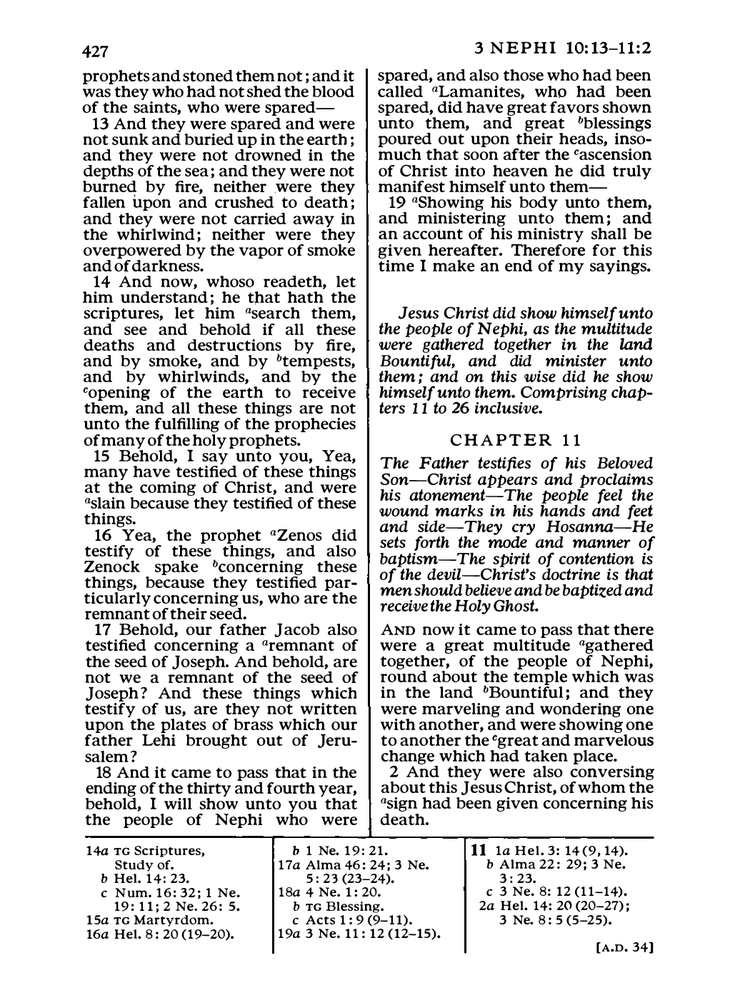 427
3 NEPHI 10:13–11:2
prophets and stoned them not; and it
was they who had not shed the blood
of the saints, who were spared—
13 And they were spared and were
not sunk and buried up in the earth;
and they were not drowned in the
depths of the sea; and they were not
burned by fire, neither were they
fallen upon and crushed to death;
and they were not carried away in
the whirlwind; neither were they
overpowered by the vapor of smoke
and of darkness.
14 And now, whoso readeth, let
him understand; he that hath the
scriptures, let him asearch them,
and see and behold if all these
deaths and destructions by fire,
and by smoke, and by btempests,
and by whirlwinds, and by the
copening of the earth to receive
them, and all these things are not
unto the fulfilling of the prophecies
of many of the holy prophets.
15 Behold, I say unto you, Yea,
many have testified of these things
at the coming of Christ, and were
aslain because they testified of these
things.
16 Yea, the prophet aZenos did
testify of these things, and also
Zenock spake bconcerning these
things, because they testified par-
ticularly concerning us, who are the
remnant of their seed.
17 Behold, our father Jacob also
testified concerning a aremnant of
the seed of Joseph. And behold, are
not we a remnant of the seed of
Joseph? And these things which
testify of us, are they not written
upon the plates of brass which our
father Lehi brought out of Jeru-
salem?
18 And it came to pass that in the
ending of the thirty and fourth year,
behold, I will show unto you that
the people of Nephi who were
spared, and also those who had been
called aLamanites, who had been
spared, did have great favors shown
unto them, and great bblessings
poured out upon their heads, inso-
much that soon after the cascension
of Christ into heaven he did truly
manifest himself unto them—
19 aShowing his body unto them,
and ministering unto them; and
an account of his ministry shall be
given hereafter. Therefore for this
time I make an end of my sayings.
Jesus Christ did show himself unto
the people of Nephi, as the multitude
were gathered together in the land
Bountiful, and did minister unto
them; and on this wise did he show
himself unto them. Comprising chap-
ters 11 to 26 inclusive.
CHAPTER 11
The Father testifies of his Beloved
Son—Christ appears and proclaims
his atonement—The people feel the
wound marks in his hands and feet
and side—They cry Hosanna—He
sets forth the mode and manner of
baptism—The spirit of contention is
of the devil—Christ's doctrine is that
men should believe and be baptized and
receive the Holy Ghost.
AND now it came to pass that there
were a great multitude agathered
together, of the people of Nephi,
round about the temple which was
in the land bBountiful; and they
were marveling and wondering one
with another, and were showing one
to another the cgreat and marvelous
change which had taken place.
2 And they were also conversing
about this Jesus Christ, of whom the
asign had been given concerning his
death.
14a TG Scriptures,
Study of.
b Hel. 14: 23.
c Num. 16: 32; 1 Ne.
19: 11; 2 Ne. 26: 5.
15a TG Martyrdom.
16a Hel. 8: 20 (19–20).
b 1 Ne. 19: 21.
17a Alma 46: 24; 3 Ne.
5: 23 (23–24).
18a 4 Ne. 1: 20.
b TG Blessing.
c Acts 1: 9 (9–11).
19a 3 Ne. 11: 12 (12–15).
11 1a Hel. 3: 14 (9, 14).
b Alma 22: 29; 3 Ne.
3: 23.
c 3 Ne. 8: 12 (11–14).
2a Hel. 14: 20 (20–27);
3 Ne. 8: 5 (5–25).
[A.D. 34]